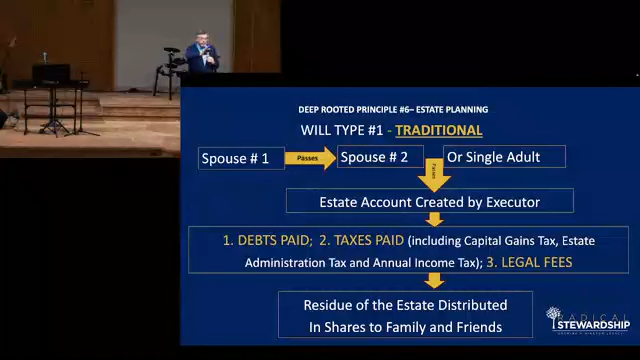 DEEP ROOTED PRINCIPLE #6– ESTATE PLANNING
WILL TYPE #1 - TRADITIONAL
Spouse # 1
Passes
Spouse # 2
Passes
Or Single Adult
Estate Account Created by Executor
1. DEBTS PAID; 2. TAXES PAID (including Capital Gains Tax, Estate
Administration Tax and Annual Income Tax); 3. LEGAL FEES
Residue of the Estate Distributed
In Shares to Family and Friends
RADICAL
STEWARDSHIP